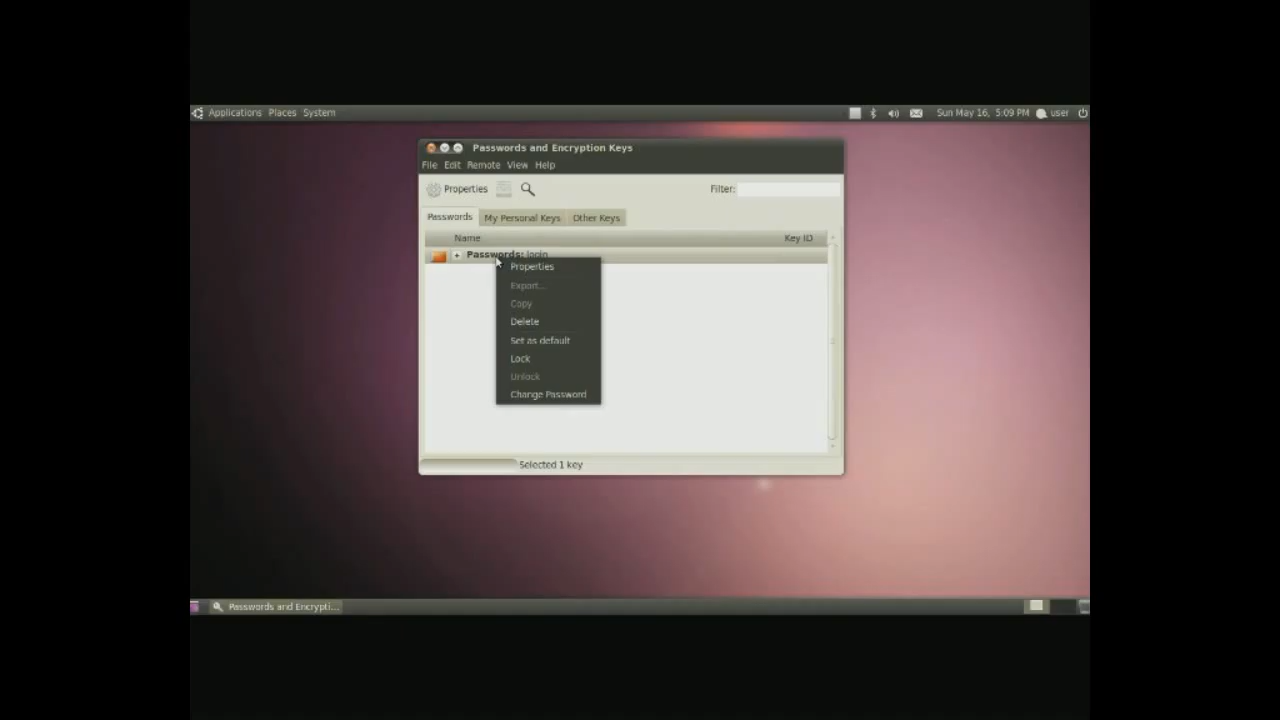 Applications Places System
Sun May 16, 5:09 PM user
Passwords and Encryption Keys
File Edit Remote View Help
Properties
Filter:
Passwords My Personal Keys Other Keys
Name Key ID
Passwords: login
Properties
Export...
Copy
Delete
Set as default
Lock
Unlock
Change Password
Selected 1 key
Passwords and Encrypti...